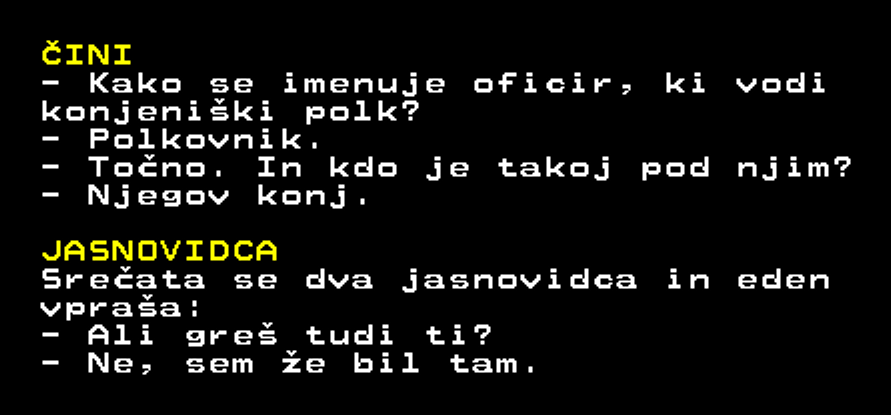 ČINI
- Kako se imenuje oficir, ki vodi
konjeniški polk?
- Polkovnik.
- Točno. In kdo je takoj pod njim?
- Njegov konj.
JASNOVIDCA
Srečata se dva jasnovidca in eden
vpraša:
- Ali greš tudi ti?
- Ne, sem že bil tam.